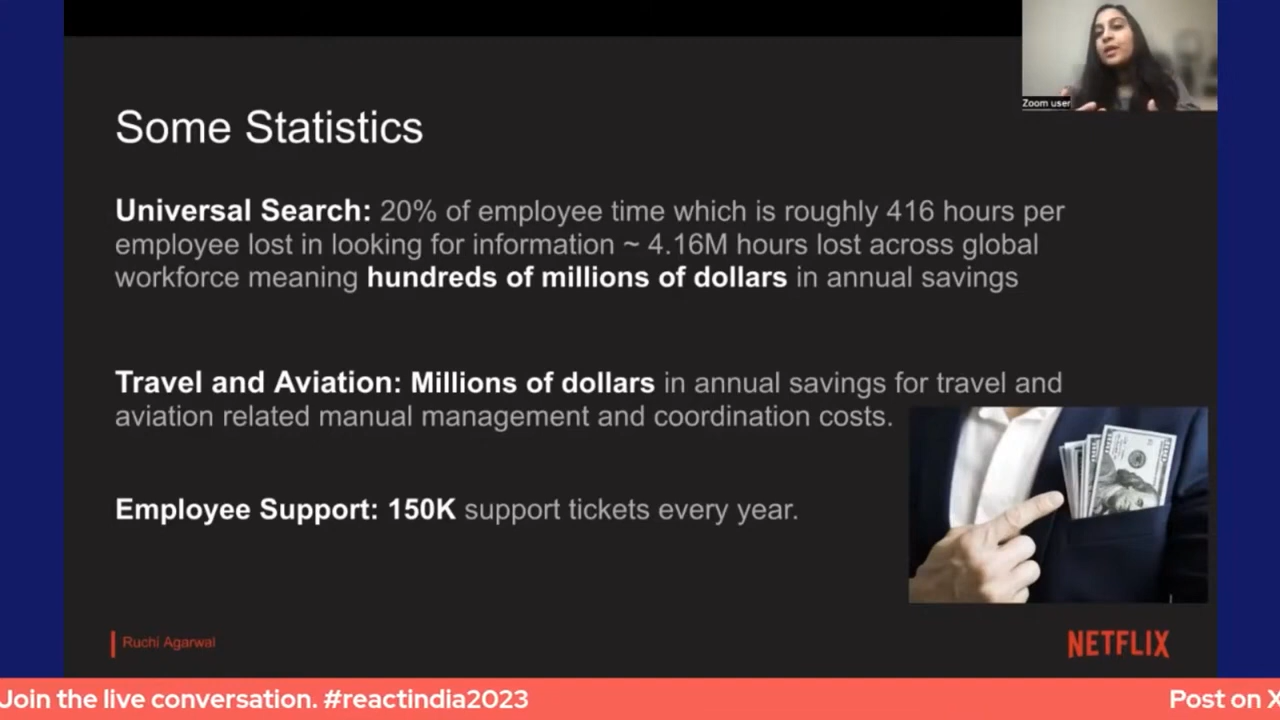 Zoom user
Some Statistics
Universal Search: 20% of employee time which is roughly 416 hours per
employee lost in looking for information ~ 4.16M hours lost across global
workforce meaning hundreds of millions of dollars in annual savings
Travel and Aviation: Millions of dollars in annual savings for travel and
aviation related manual management and coordination costs.
Employee Support: 150K support tickets every year.
Ruchi Agarwal
NETFLIX
Join the live conversation. #reactindia2023
Post on X